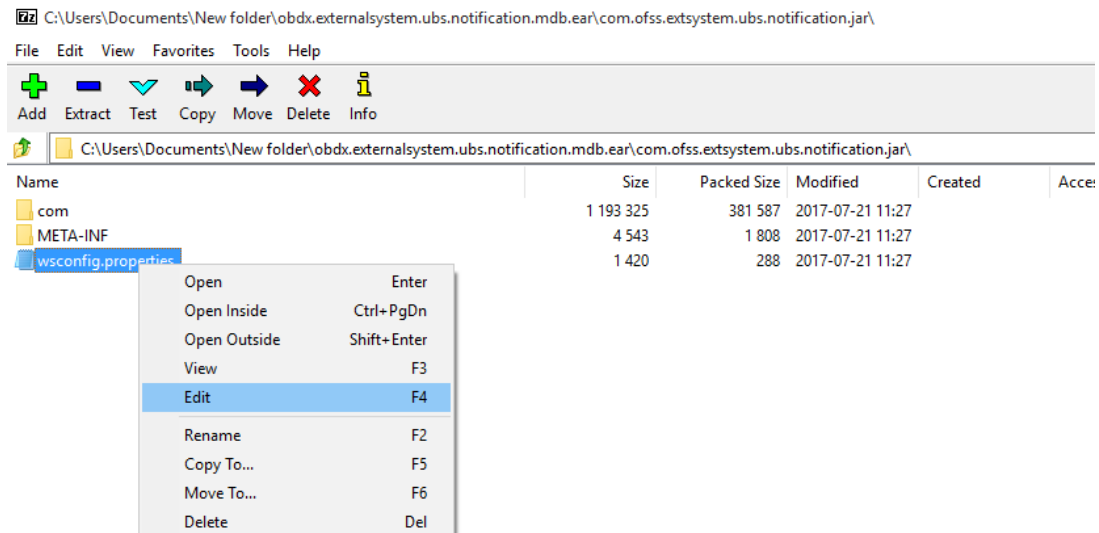 7z C:\Users\Documents\New folder\obdx.externalsystem.ubs.notification.mdb.ear\com.ofss.extsystem.ubs.notification.jar\
File Edit View Favorites Tools Help
Add Extract Test Copy Move Delete Info
C:\Users\Documents\New folder\obdx.externalsystem.ubs.notification.mdb.ear\com.ofss.extsystem.ubs.notification.jar\
Name Size Packed Size Modified Created Acces
com 1 193 325 381 587 2017-07-21 11:27
META-INF 4 543 1 808 2017-07-21 11:27
wsconfig.properties 1 420 288 2017-07-21 11:27
Open Enter
Open Inside Ctrl+PgDn
Open Outside Shift+Enter
View F3
Edit F4
Rename F2
Copy To... F5
Move To... F6
Delete Del